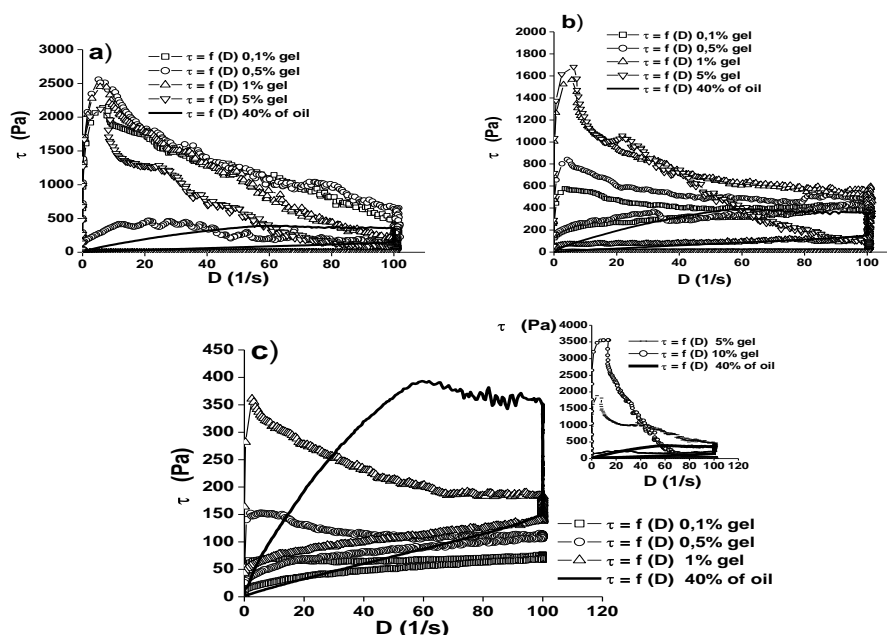 a)
τ = f (D) 0,1% gel
τ = f (D) 0,5% gel
τ = f (D) 1% gel
τ = f (D) 5% gel
τ = f (D) 40% of oil
3000
2500
2000
1500
1000
500
0
τ (Pa)
0 20 40 60 80 100
D (1/s)
b)
τ = f (D) 0,1% gel
τ = f (D) 0,5% gel
τ = f (D) 1% gel
τ = f (D) 5% gel
τ = f (D) 40% of oil
2000
1800
1600
1400
1200
1000
800
600
400
200
0
τ (Pa)
0 20 40 60 80 100
D (1/s)
c)
450
400
350
300
250
200
150
100
50
0
τ (Pa)
0 20 40 60 80 100
D (1/s)
τ = f (D) 0,1% gel
τ = f (D) 0,5% gel
τ = f (D) 1% gel
τ = f (D) 40% of oil
τ (Pa)
4000
3500
3000
2500
2000
1500
1000
500
0
τ = f (D) 5% gel
τ = f (D) 10% gel
τ = f (D) 40% of oil
0 20 40 60 80 100 120
D (1/s)